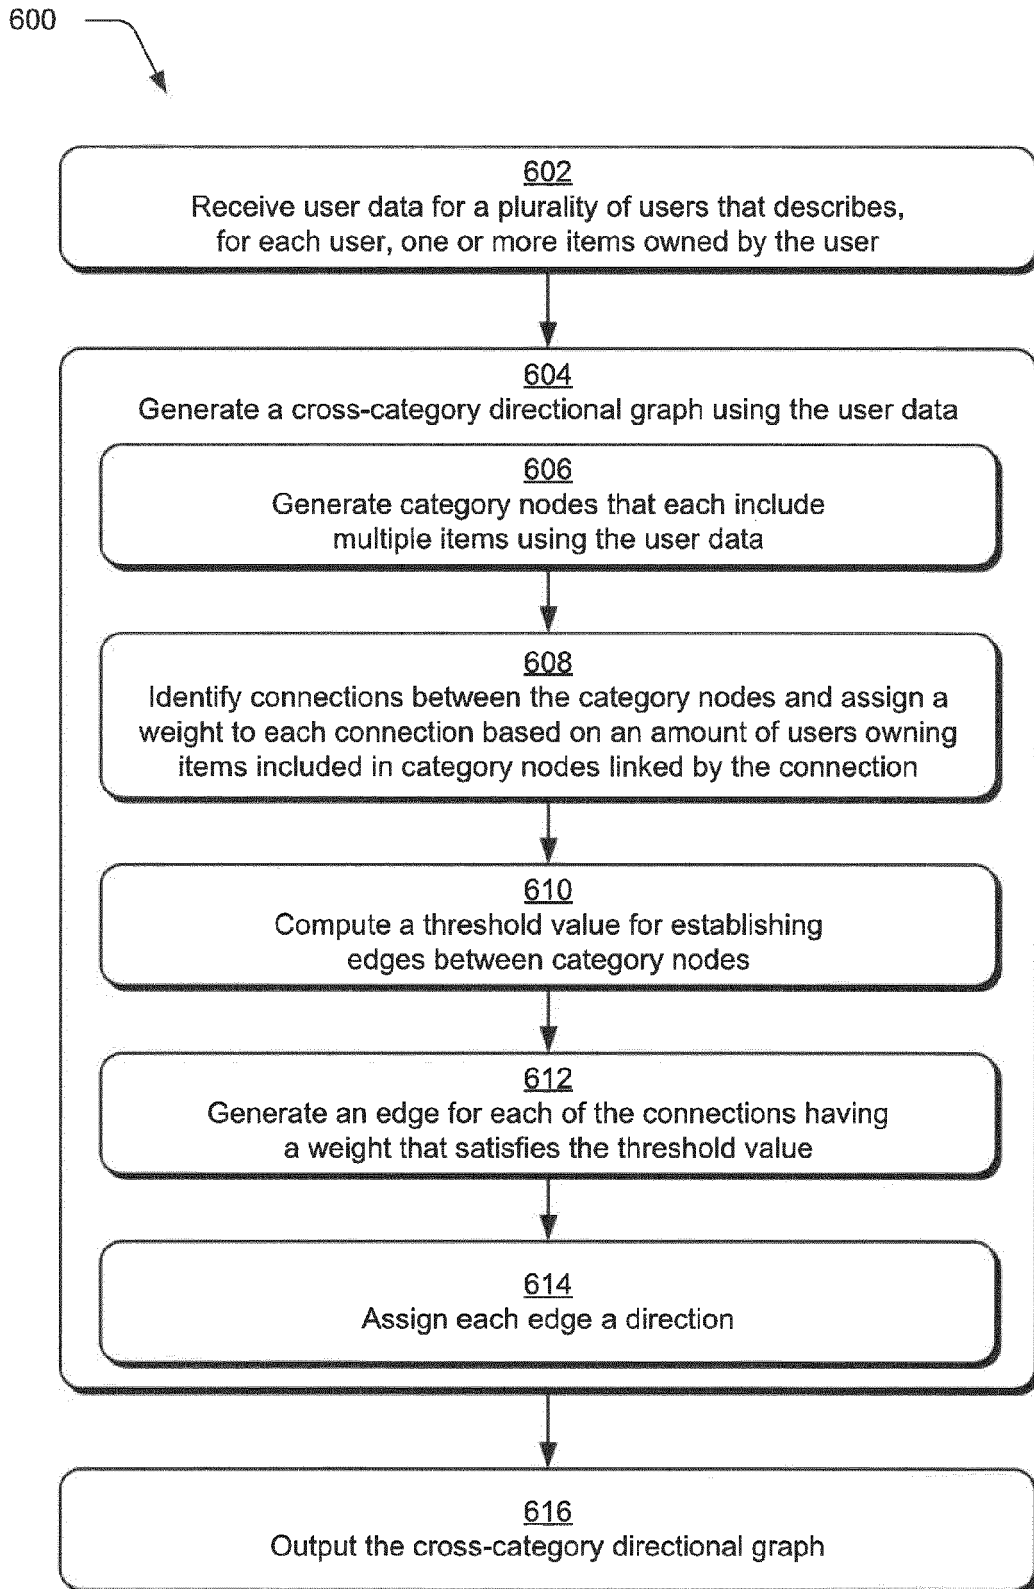 600
602
Receive user data for a plurality of users that describes,
for each user, one or more items owned by the user
604
Generate a cross-category directional graph using the user data
606
Generate category nodes that each include
multiple items using the user data
608
Identify connections between the category nodes and assign a
weight to each connection based on an amount of users owning
items included in category nodes linked by the connection
610
Compute a threshold value for establishing
edges between category nodes
612
Generate an edge for each of the connections having
a weight that satisfies the threshold value
614
Assign each edge a direction
616
Output the cross-category directional graph